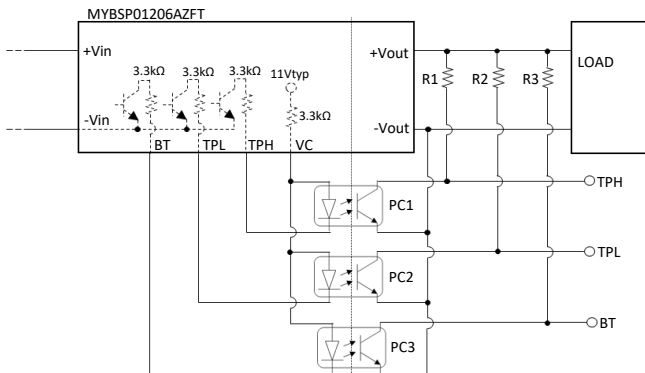 MYBSP01206AZFT
+Vin
3.3kΩ
3.3kΩ
3.3kΩ
11Vtyp
3.3kΩ
+Vout
R1
R2
R3
LOAD
-Vin
-Vout
BT
TPL
TPH
VC
TPH
PC1
TPL
PC2
BT
PC3